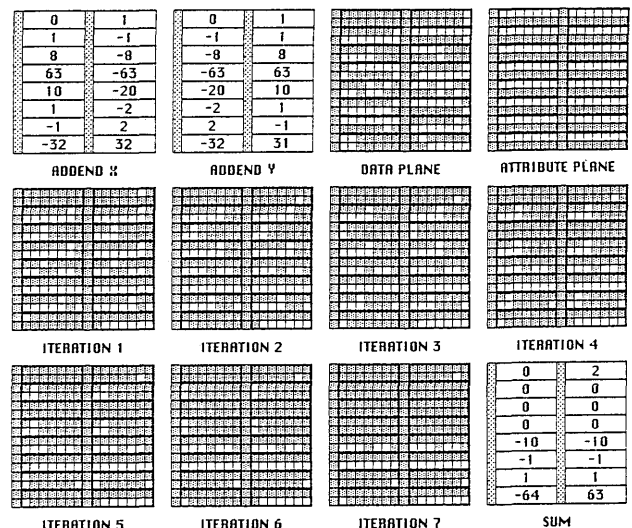 0 1
1 -1
8 -8
63 -63
10 -20
1 -2
-1 2
-32 32
ADDEND X
0 1
-1 1
-8 8
-63 63
-20 10
-2 1
2 -1
-32 31
ADDEND Y
DATA PLANE
ATTRIBUTE PLANE
ITERATION 1
ITERATION 2
ITERATION 3
ITERATION 4
ITERATION 5
ITERATION 6
ITERATION 7
0 2
0 0
0 0
0 0
-10 -10
-1 -1
1 1
-64 63
SUM